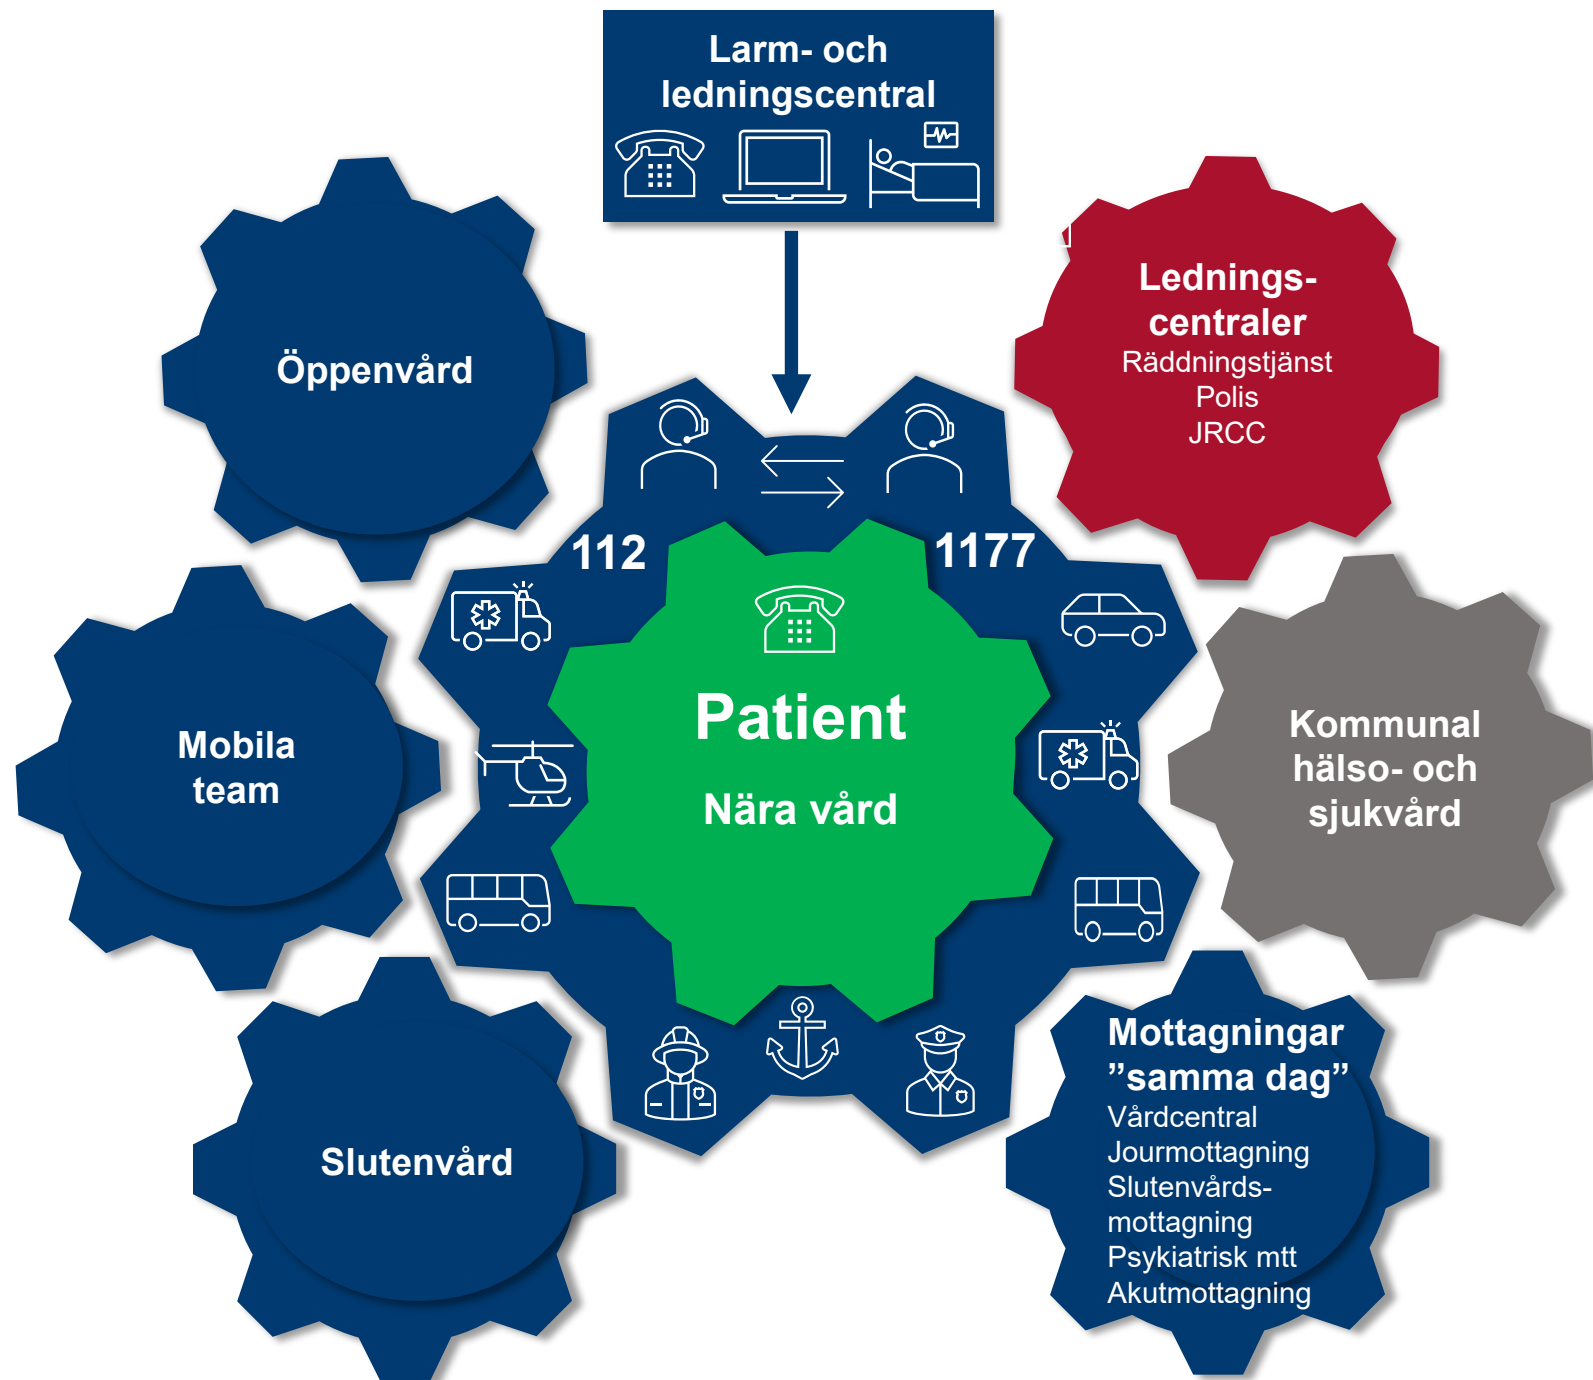 Larm- och
ledningscentral
Öppenvård
Lednings-
centraler
Räddningstjänst
Polis
JRCC
112
1177
Patient
Nära vård
Mobila
team
Kommunal
hälso- och
sjukvård
Slutenvård
Mottagningar
”samma dag”
Vårdcentral
Jourmottagning
Slutenvårds-
mottagning
Psykiatrisk mtt
Akutmottagning